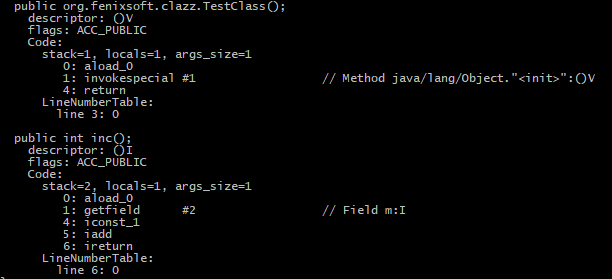 public org.fenixsoft.clazz.TestClass();
descriptor: ()V
flags: ACC_PUBLIC
Code:
stack=1, locals=1, args_size=1
0: aload_0
1: invokespecial #1 // Method java/lang/Object."<init>":()V
4: return
LineNumberTable:
line 3: 0
public int inc();
descriptor: ()I
flags: ACC_PUBLIC
Code:
stack=2, locals=1, args_size=1
0: aload_0
1: getfield #2 // Field m:I
4: iconst_1
5: iadd
6: ireturn
LineNumberTable:
line 6: 0